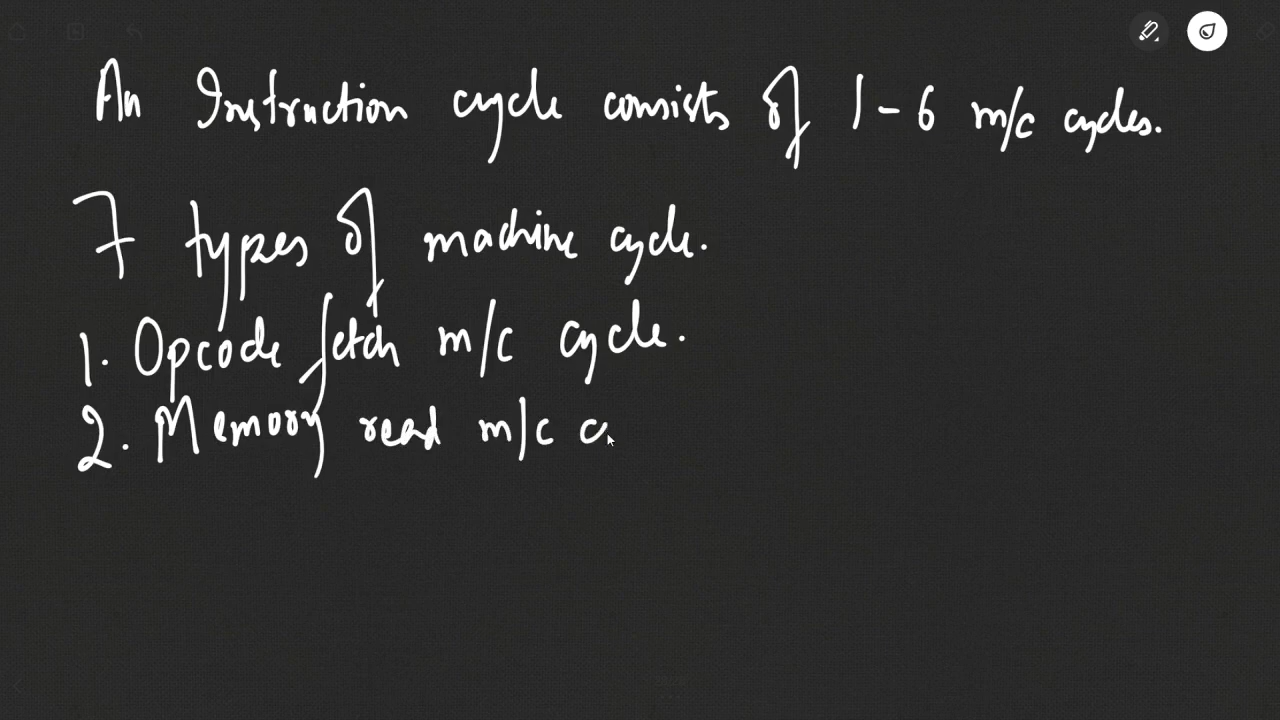 An Instruction cycle consists of 1-6 m/c cycles.
7 types of machine cycle.
1. Opcode fetch m/c cycle.
2. Memory read m/c c